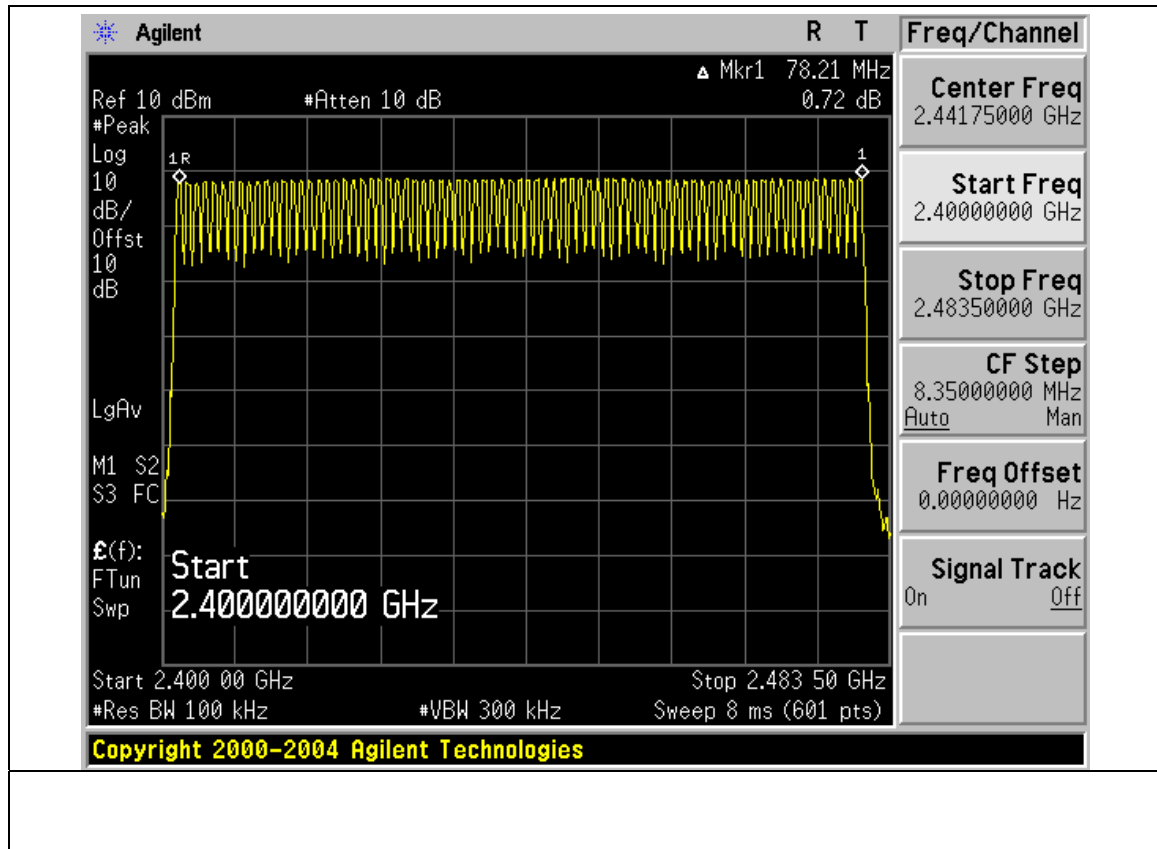 Agilent R T
Freq/Channel
Δ Mkr1 78.21 MHz
Ref 10 dBm #Atten 10 dB 0.72 dB
#Peak
Log
10
dB/
Offst
10
dB
1R
1
LgAv
M1 S2
S3 FC
£(f):
FTun
Swp
Start
2.400000000 GHz
Start 2.400 00 GHz Stop 2.483 50 GHz
#Res BW 100 kHz #VBW 300 kHz Sweep 8 ms (601 pts)
Copyright 2000-2004 Agilent Technologies
Center Freq
2.44175000 GHz
Start Freq
2.40000000 GHz
Stop Freq
2.48350000 GHz
CF Step
8.35000000 MHz
Auto Man
Freq Offset
0.00000000 Hz
Signal Track
On Off